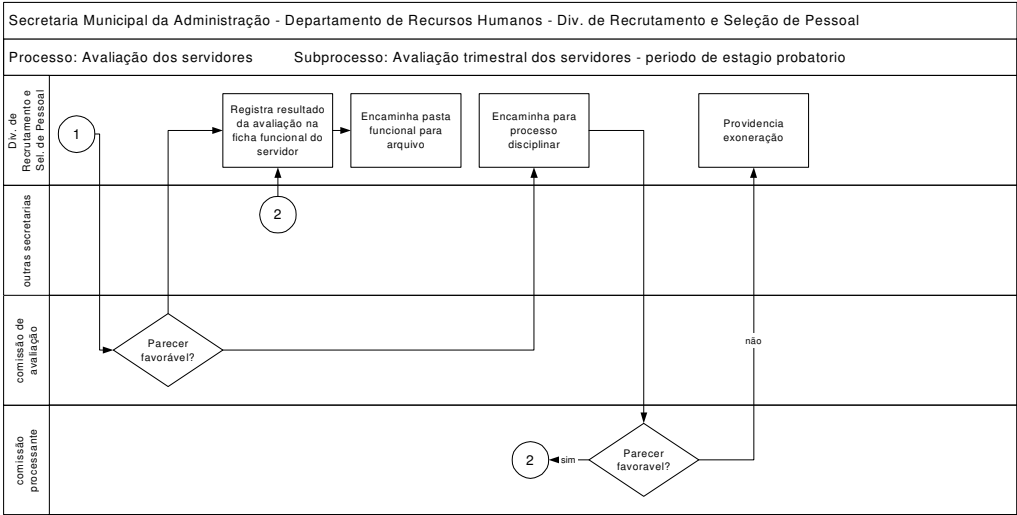 Secretaria Municipal da Administração - Departamento de Recursos Humanos - Div. de Recrutamento e Seleção de Pessoal
Processo: Avaliação dos servidores Subprocesso: Avaliação trimestral dos servidores - periodo de estagio probatorio
Div. de
Recrutamento e
Sel. de Pessoal
1
Registra resultado
da avaliação na
ficha funcional do
servidor
Encaminha pasta
funcional para
arquivo
Encaminha para
processo
disciplinar
Providencia
exoneração
outras secretarias
2
comissão de
avaliação
Parecer
favorável?
não
comissão
processante
2
sim
Parecer
favoravel?